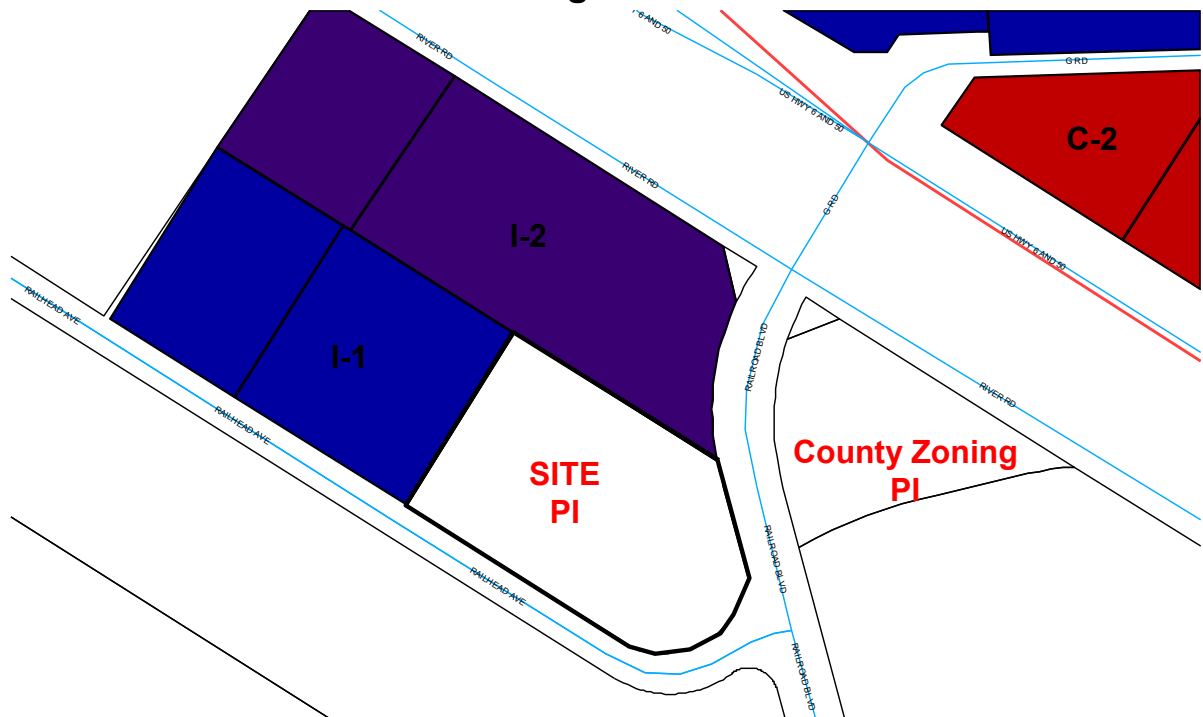 g
RIVER RD
Y 6 AND 50
G RD
US HWY 6 AND 50
C-2
RIVER RD
G RD
I-2
US HWY 6 AND 50
RAILHEAD AVE
RAILROAD BLVD
I-1
RIVER RD
RAILHEAD AVE
County Zoning
PI
SITE
PI
RAILROAD BLVD
RAILHEAD AVE
RAILROAD BLVD